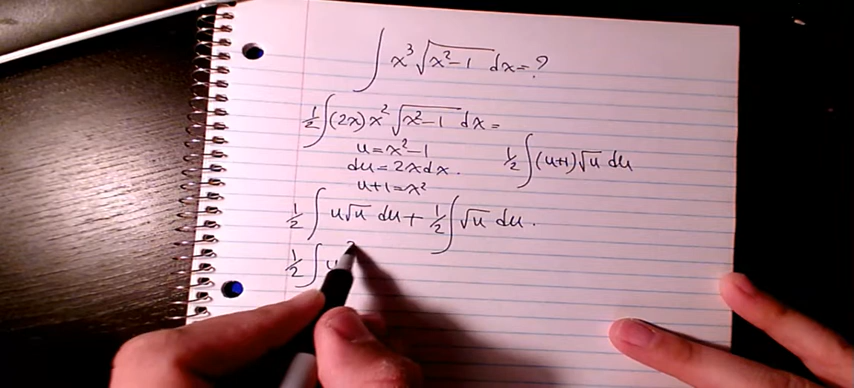 ∫ x³ √(x²-1) dx = ?
½ ∫ (2x) x² √(x²-1) dx =
u = x²-1
du = 2x dx. ½ ∫ (u+1) √u du
u+1 = x²
½ ∫ u√u du + ½ ∫ √u du.
½ ∫ u